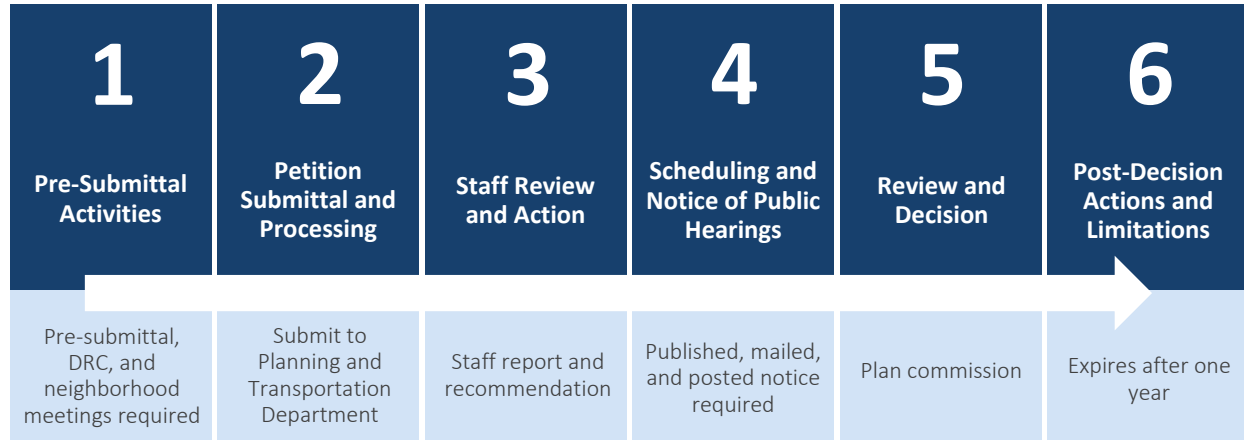 1
Pre-Submittal
Activities
Pre-submittal,
DRC, and
neighborhood
meetings required
2
Petition
Submittal and
Processing
Submit to
Planning and
Transportation
Department
3
Staff Review
and Action
Staff report and
recommendation
4
Scheduling and
Notice of Public
Hearings
Published, mailed,
and posted notice
required
5
Review and
Decision
Plan commission
6
Post-Decision
Actions and
Limitations
Expires after one
year